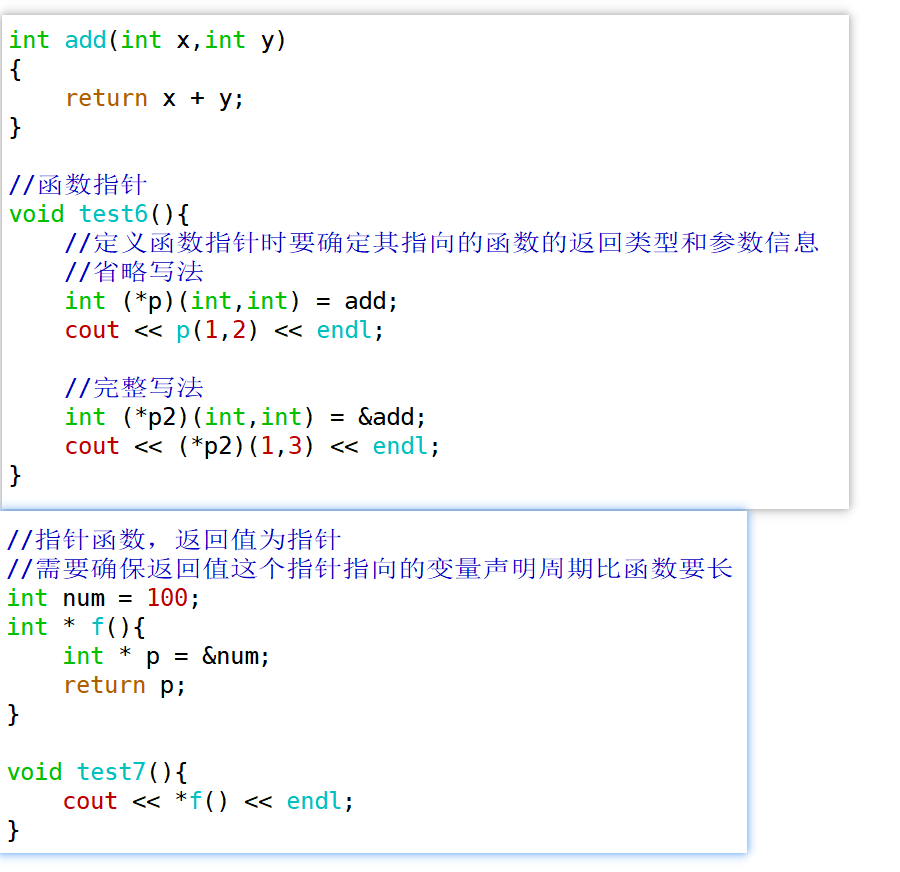 int add(int x,int y)
{
    return x + y;
}
//函数指针
void test6(){
    //定义函数指针时要确定其指向的函数的返回类型和参数信息
    //省略写法
    int (*p)(int,int) = add;
    cout << p(1,2) << endl;
    //完整写法
    int (*p2)(int,int) = &add;
    cout << (*p2)(1,3) << endl;
}
//指针函数，返回值为指针
//需要确保返回值这个指针指向的变量声明周期比函数要长
int num = 100;
int * f(){
    int * p = &num;
    return p;
}
void test7(){
    cout << *f() << endl;
}